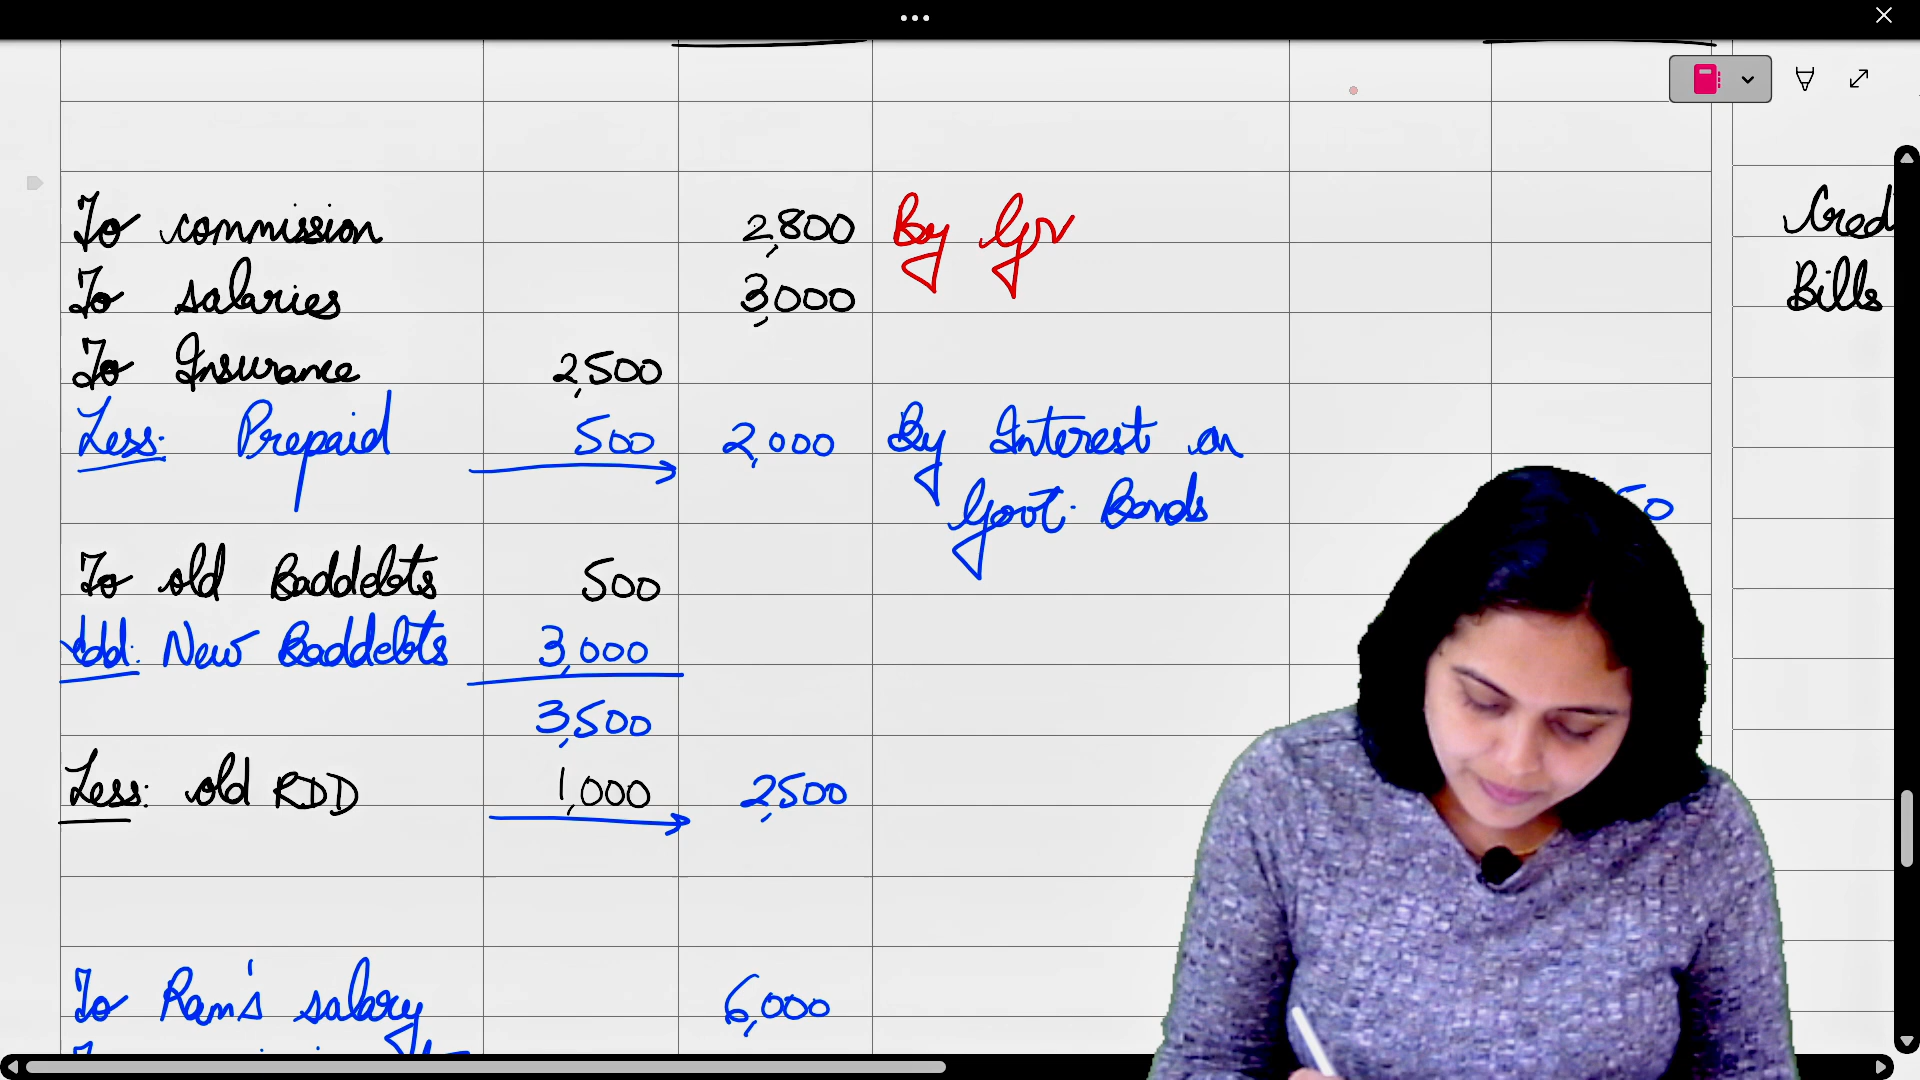 To commission 2,800 By Gpr
To salaries 3,000
To Insurance 2,500
Less: Prepaid 500 2,000 By Interest on
Govt. Bonds 50
To old Baddebts 500
Add: New Baddebts 3,000
3,500
Less: old RDD 1,000 2,500
To Ram's salary 6,000
Cred
Bills